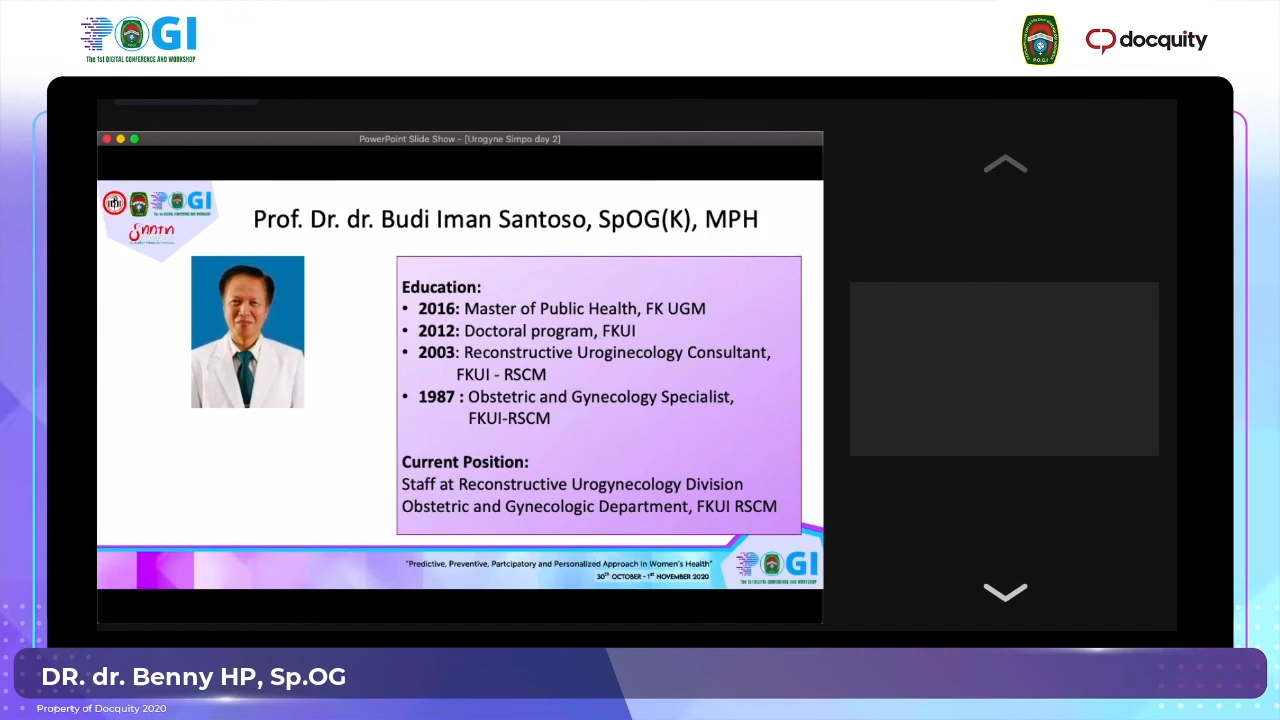 POGI
The 1st DIGITAL CONFERENCE AND WORKSHOP
P.O.G.I
docquity
PowerPoint Slide Show - [Urogyne Simpo day 2]
POGI
Prof. Dr. dr. Budi Iman Santoso, SpOG(K), MPH
Education:
• 2016: Master of Public Health, FK UGM
• 2012: Doctoral program, FKUI
• 2003: Reconstructive Uroginecology Consultant,
FKUI - RSCM
• 1987 : Obstetric and Gynecology Specialist,
FKUI-RSCM
Current Position:
Staff at Reconstructive Urogynecology Division
Obstetric and Gynecologic Department, FKUI RSCM
"Predictive, Preventive, Partcipatory and Personalized Approach in Women's Health"
30TH OCTOBER - 1ST NOVEMBER 2020
POGI
The 1st DIGITAL CONFERENCE AND WORKSHOP
DR. dr. Benny HP, Sp.OG
Property of Docquity 2020